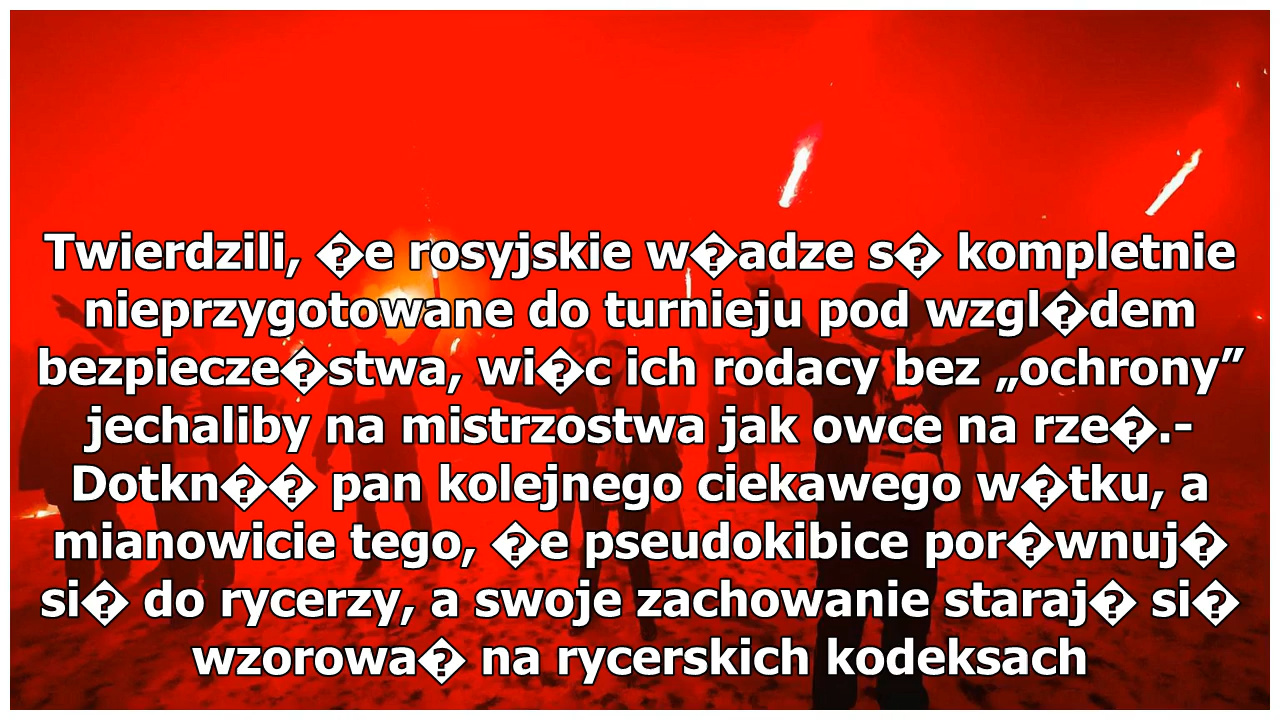 Twierdzili, �e rosyjskie w�adze s� kompletnie
nieprzygotowane do turnieju pod wzgl�dem
bezpiecze�stwa, wi�c ich rodacy bez „ochrony”
jechaliby na mistrzostwa jak owce na rze�.-
Dotkn�� pan kolejnego ciekawego w�tku, a
mianowicie tego, �e pseudokibice por�wnuj�
si� do rycerzy, a swoje zachowanie staraj� si�
wzorowa� na rycerskich kodeksach